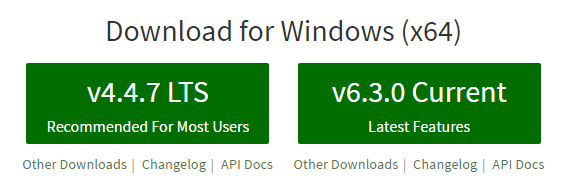 Download for Windows (x64)
v4.4.7 LTS
Recommended For Most Users
v6.3.0 Current
Latest Features
Other Downloads | Changelog | API Docs
Other Downloads | Changelog | API Docs